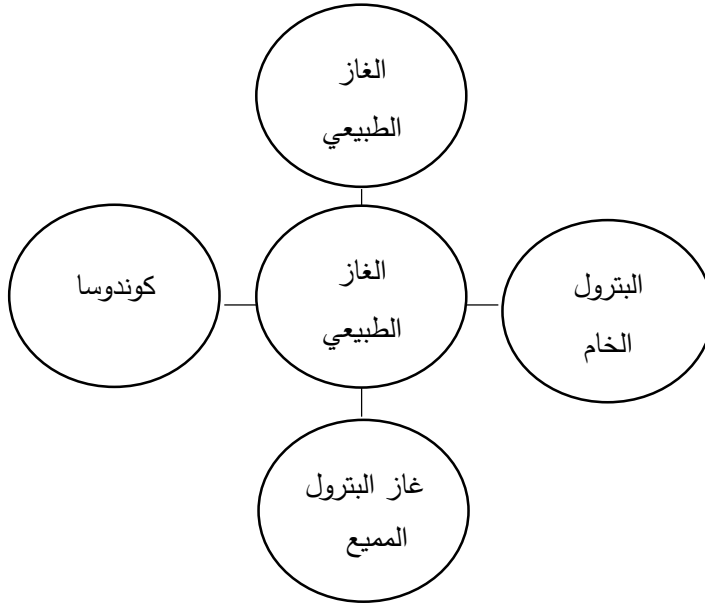 الغاز
الطبيعي
البترول
الخام
الغاز
الطبيعي
كوندوسا
غاز البترول
المميع